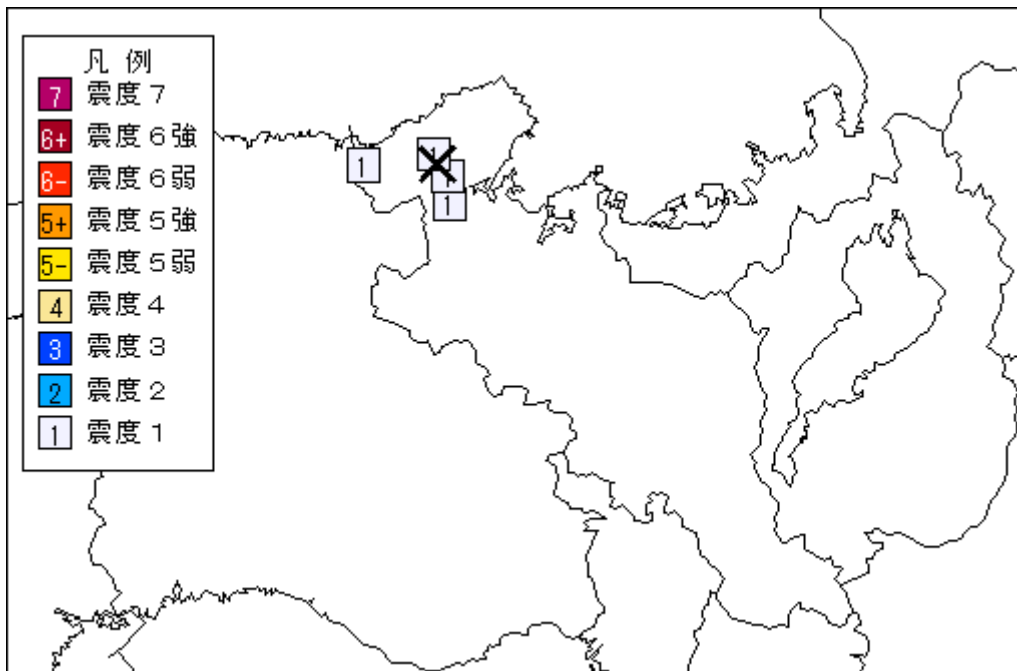 凡 例
7 震度7
6+ 震度6強
6- 震度6弱
5+ 震度5強
5- 震度5弱
4 震度4
3 震度3
2 震度2
1 震度1
1
1
1
1